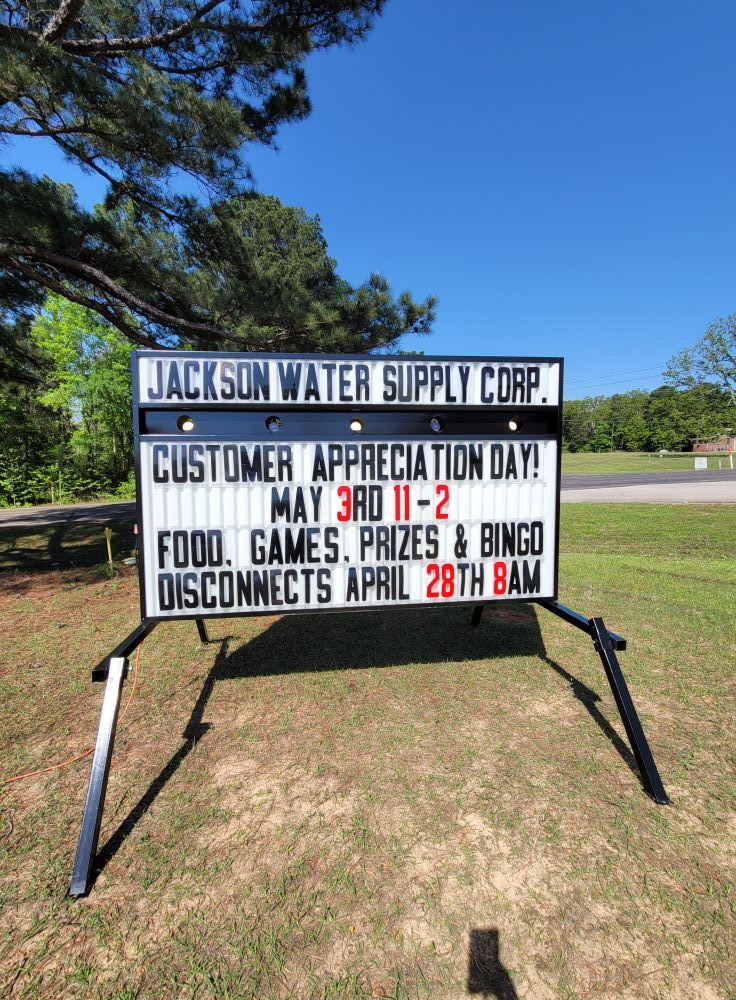 JACKSON WATER SUPPLY CORP.
CUSTOMER APPRECIATION DAY!
MAY 3RD 11-2
FOOD, GAMES, PRIZES & BINGO
DISCONNECTS APRIL 28TH 8AM